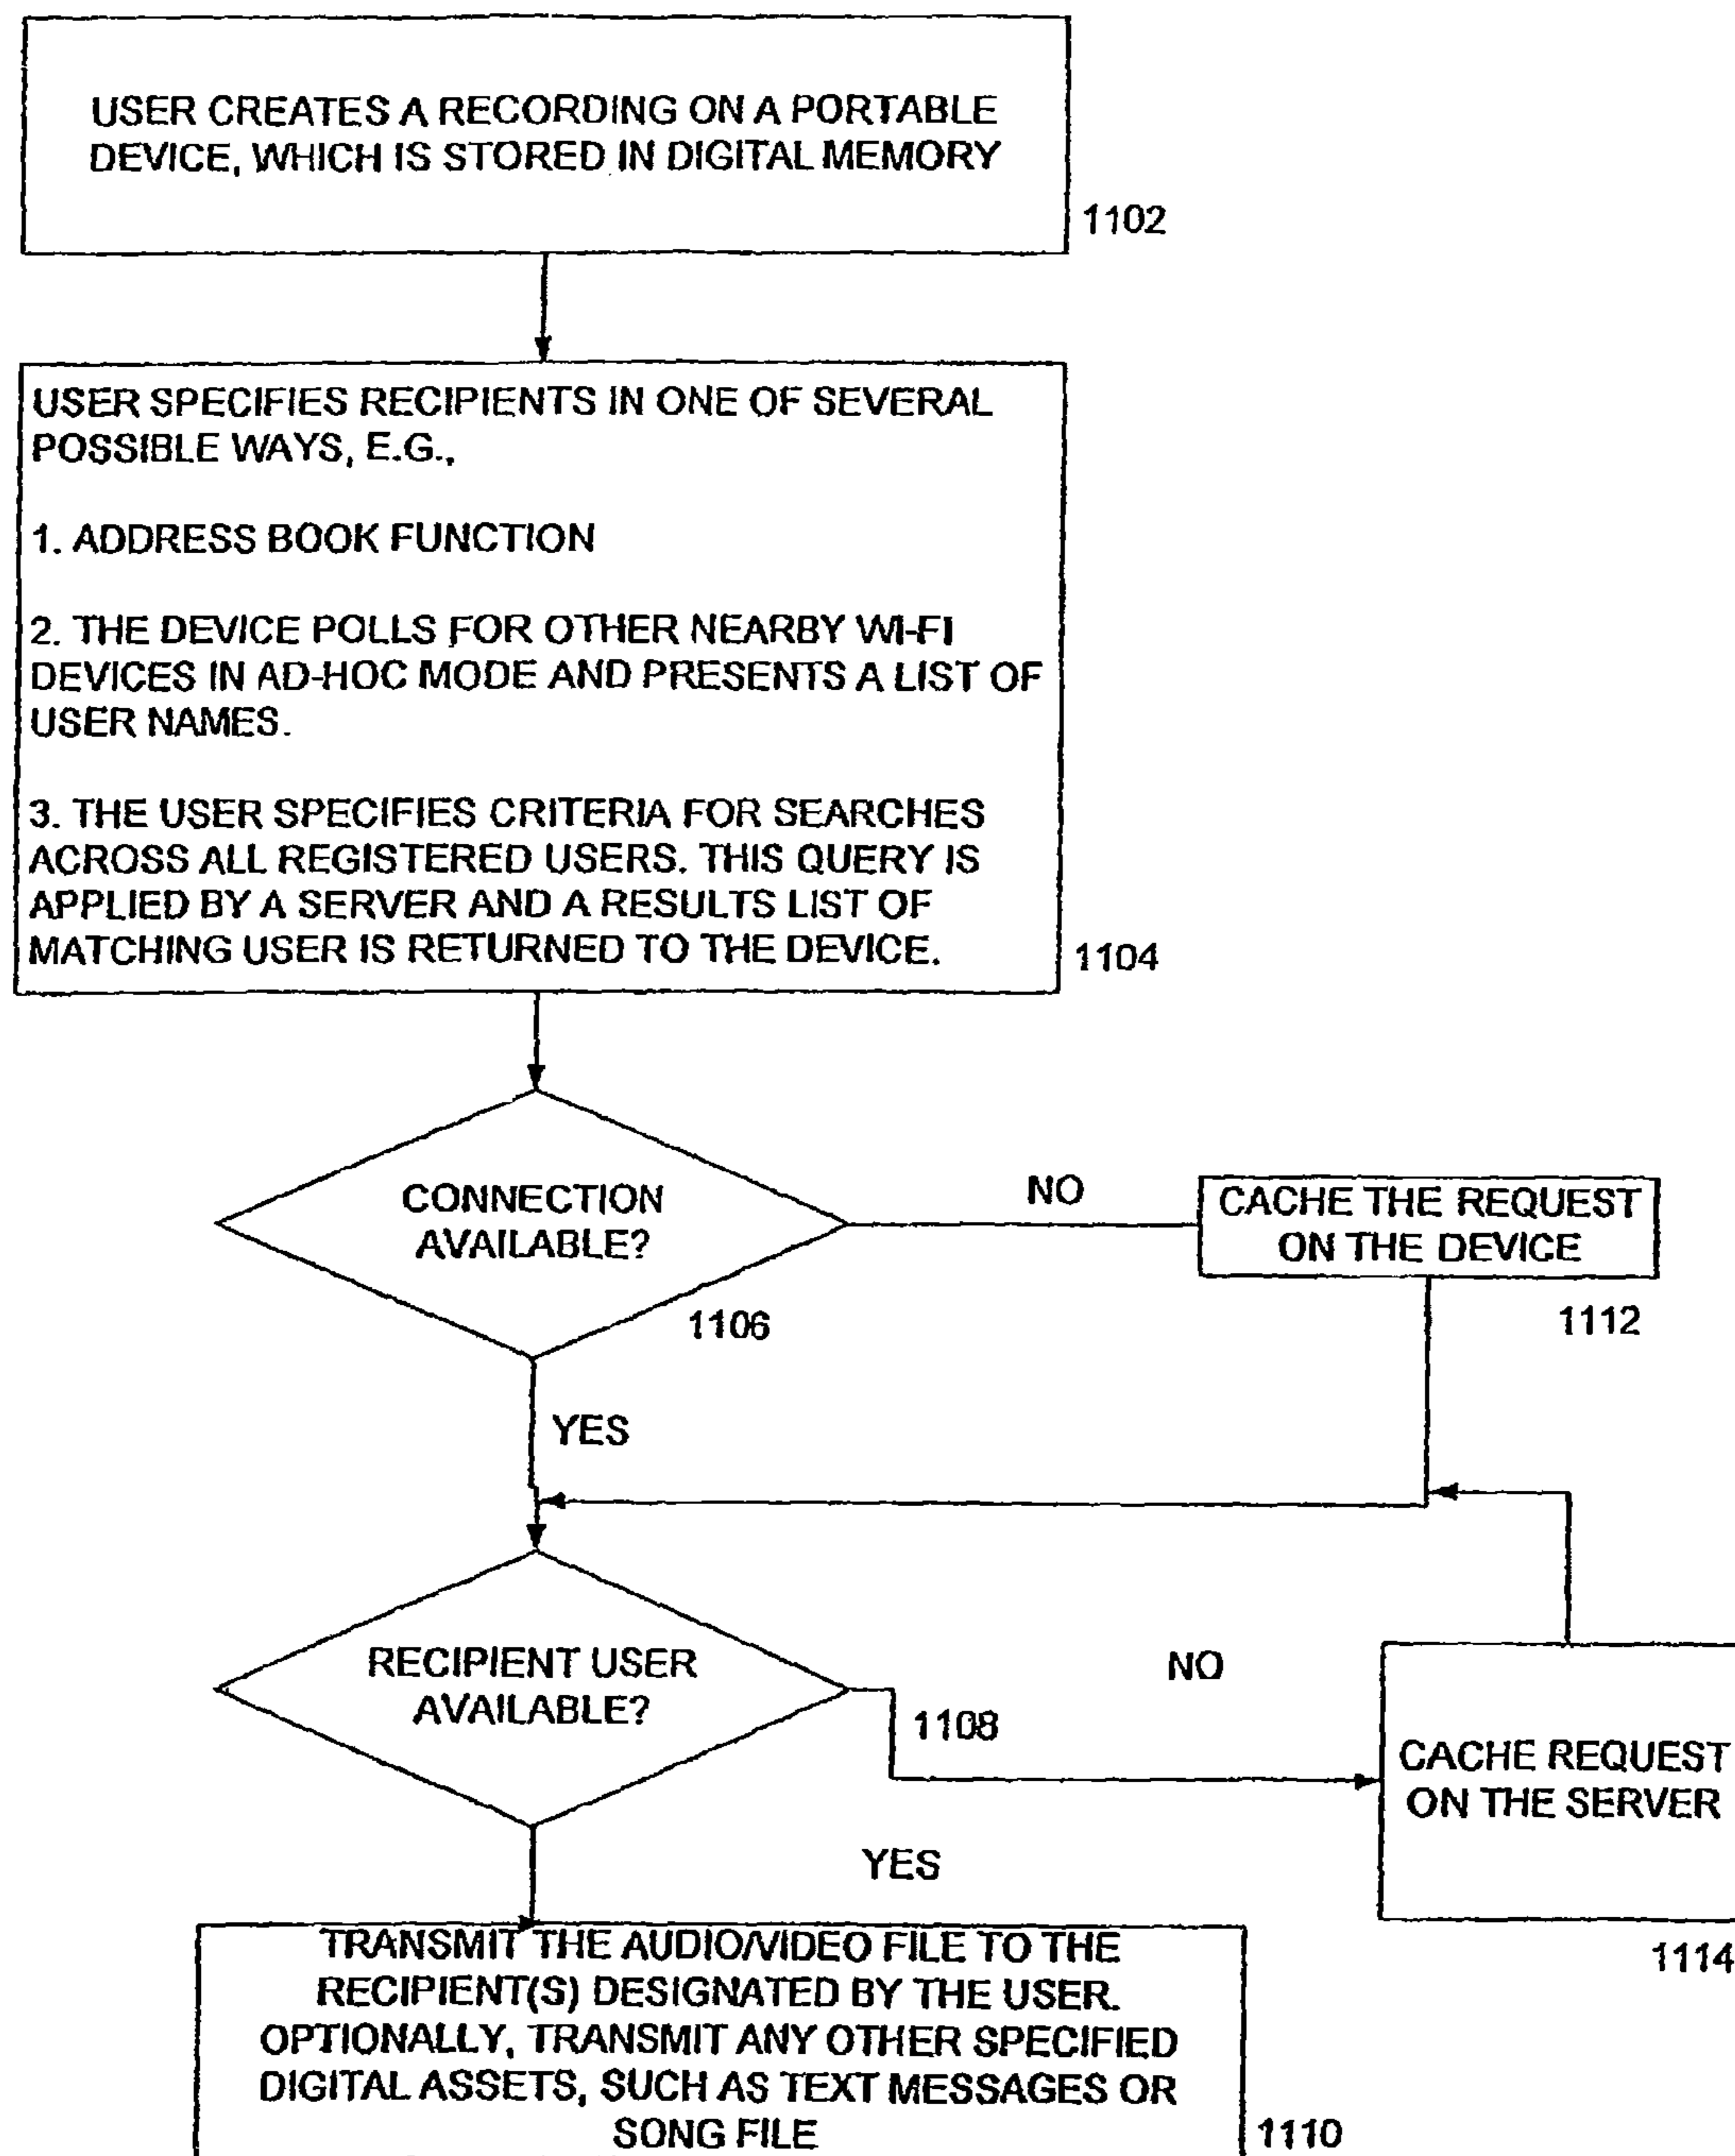 USER CREATES A RECORDING ON A PORTABLE
DEVICE, WHICH IS STORED IN DIGITAL MEMORY
1102
USER SPECIFIES RECIPIENTS IN ONE OF SEVERAL
POSSIBLE WAYS, E.G.,
1. ADDRESS BOOK FUNCTION
2. THE DEVICE POLLS FOR OTHER NEARBY WI-FI
DEVICES IN AD-HOC MODE AND PRESENTS A LIST OF
USER NAMES.
3. THE USER SPECIFIES CRITERIA FOR SEARCHES
ACROSS ALL REGISTERED USERS. THIS QUERY IS
APPLIED BY A SERVER AND A RESULTS LIST OF
MATCHING USER IS RETURNED TO THE DEVICE.
1104
CONNECTION
AVAILABLE?
1106
NO
CACHE THE REQUEST
ON THE DEVICE
1112
YES
RECIPIENT USER
AVAILABLE?
1108
NO
CACHE REQUEST
ON THE SERVER
1114
YES
TRANSMIT THE AUDIO/VIDEO FILE TO THE
RECIPIENT(S) DESIGNATED BY THE USER.
OPTIONALLY, TRANSMIT ANY OTHER SPECIFIED
DIGITAL ASSETS, SUCH AS TEXT MESSAGES OR
SONG FILE
1110